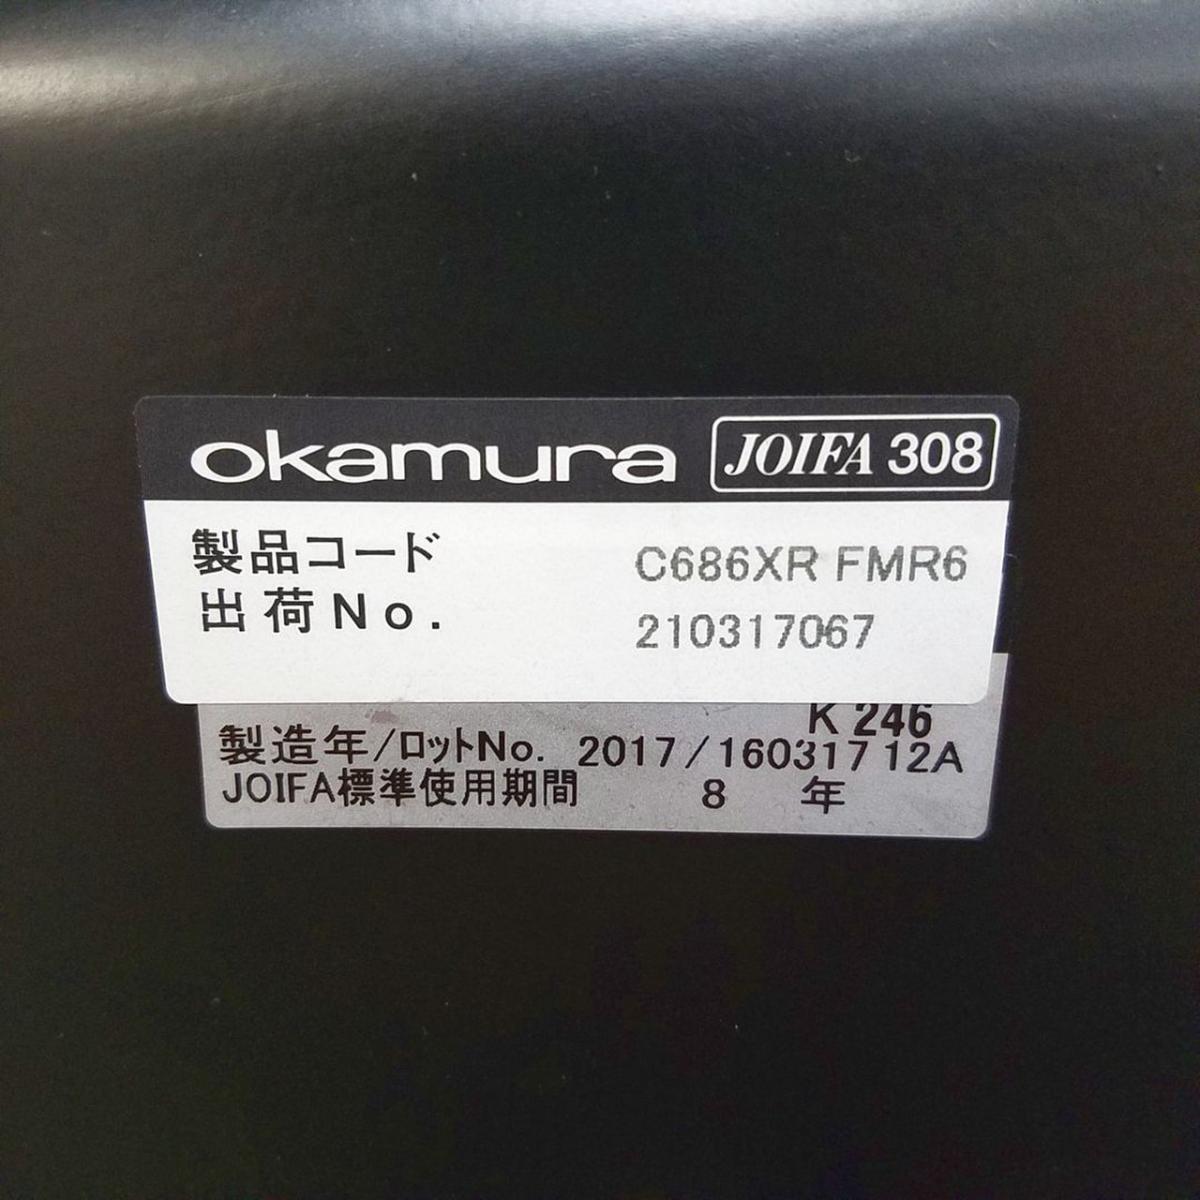 okamura JOIFA 308
製品コード C686XR FMR6
出荷No. 210317067
K 246
製造年/ロットNo. 2017/160317 12A
JOIFA標準使用期間 8 年